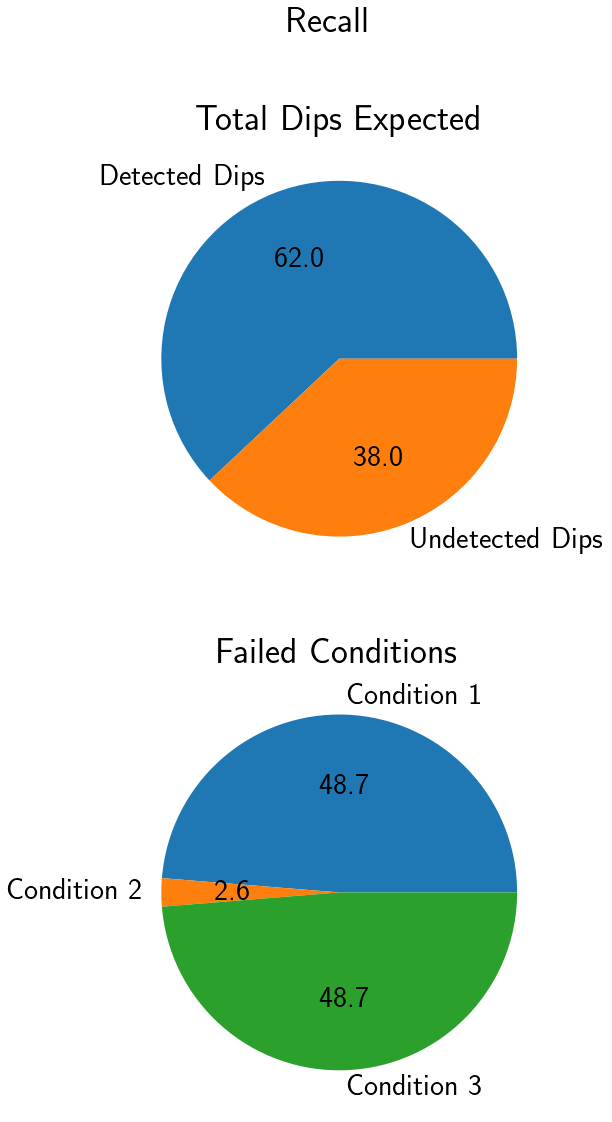 Recall
Total Dips Expected
Detected Dips
62.0
38.0
Undetected Dips
Failed Conditions
Condition 1
48.7
Condition 2
2.6
48.7
Condition 3